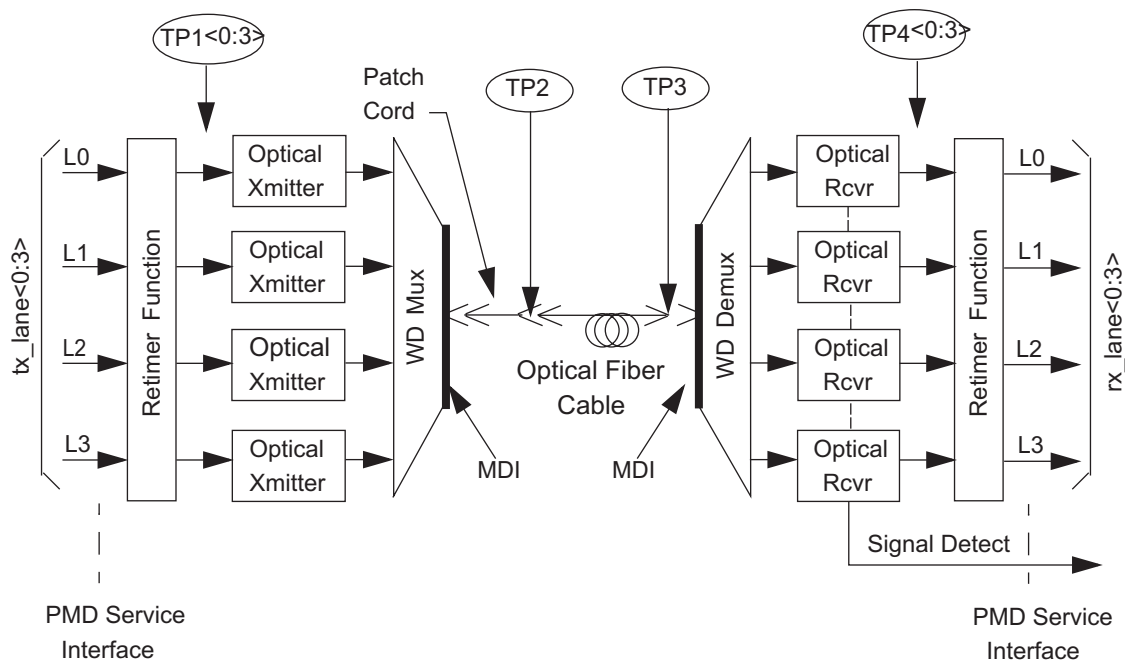 TP1<0:3>
TP4<0:3>
Patch
Cord
TP2
TP3
L0
L1
L2
L3
tx_lane<0:3>
Retimer Function
Optical
Xmitter
Optical
Xmitter
Optical
Xmitter
Optical
Xmitter
WD Mux
MDI
Optical Fiber
Cable
MDI
WD Demux
Optical
Rcvr
Optical
Rcvr
Optical
Rcvr
Optical
Rcvr
Retimer Function
L0
L1
L2
L3
rx_lane<0:3>
Signal Detect
PMD Service
Interface
PMD Service
Interface